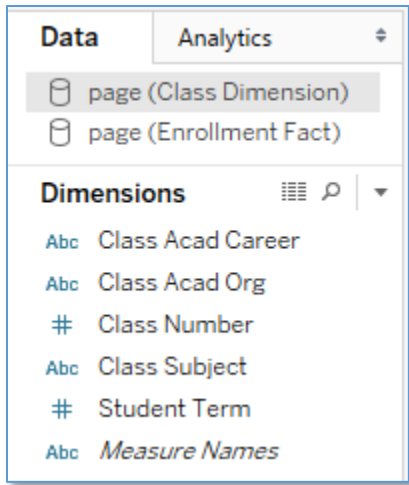 Data Analytics
page (Class Dimension)
page (Enrollment Fact)
Dimensions
Abc Class Acad Career
Abc Class Acad Org
# Class Number
Abc Class Subject
# Student Term
Abc Measure Names